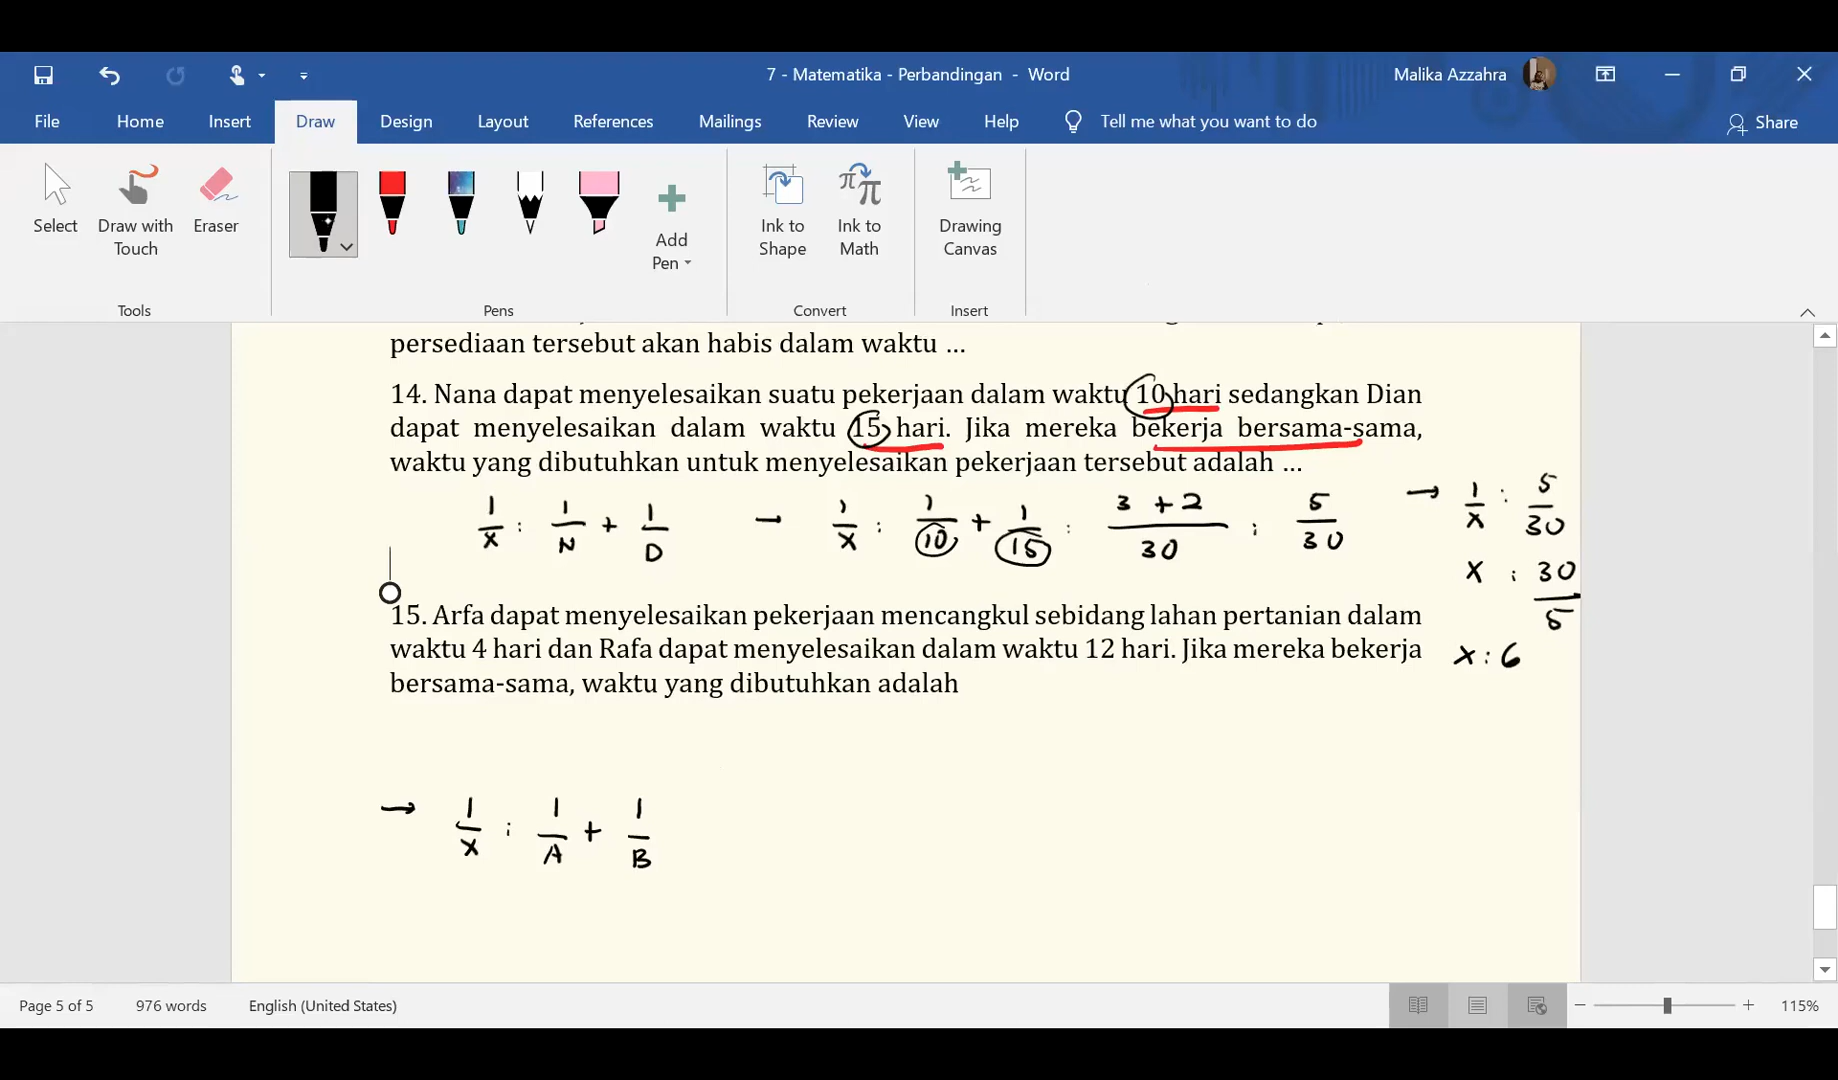 7 - Matematika - Perbandingan - Word
Malika Azzahra
File Home Insert Draw Design Layout References Mailings Review View Help Tell me what you want to do Share
Select
Draw with Touch
Eraser
Add Pen
Ink to Shape
Ink to Math
Drawing Canvas
Tools Pens Convert Insert
persediaan tersebut akan habis dalam waktu ...
14. Nana dapat menyelesaikan suatu pekerjaan dalam waktu 10 hari sedangkan Dian
dapat menyelesaikan dalam waktu 15 hari. Jika mereka bekerja bersama-sama,
waktu yang dibutuhkan untuk menyelesaikan pekerjaan tersebut adalah ...
1/x : 1/N + 1/D → 1/x : 1/10 + 1/15 : 3 + 2/30 : 5/30 → 1/x : 5/30
x : 30/5
x : 6
15. Arfa dapat menyelesaikan pekerjaan mencangkul sebidang lahan pertanian dalam
waktu 4 hari dan Rafa dapat menyelesaikan dalam waktu 12 hari. Jika mereka bekerja
bersama-sama, waktu yang dibutuhkan adalah
→ 1/x : 1/A + 1/B
Page 5 of 5 976 words English (United States) 115%